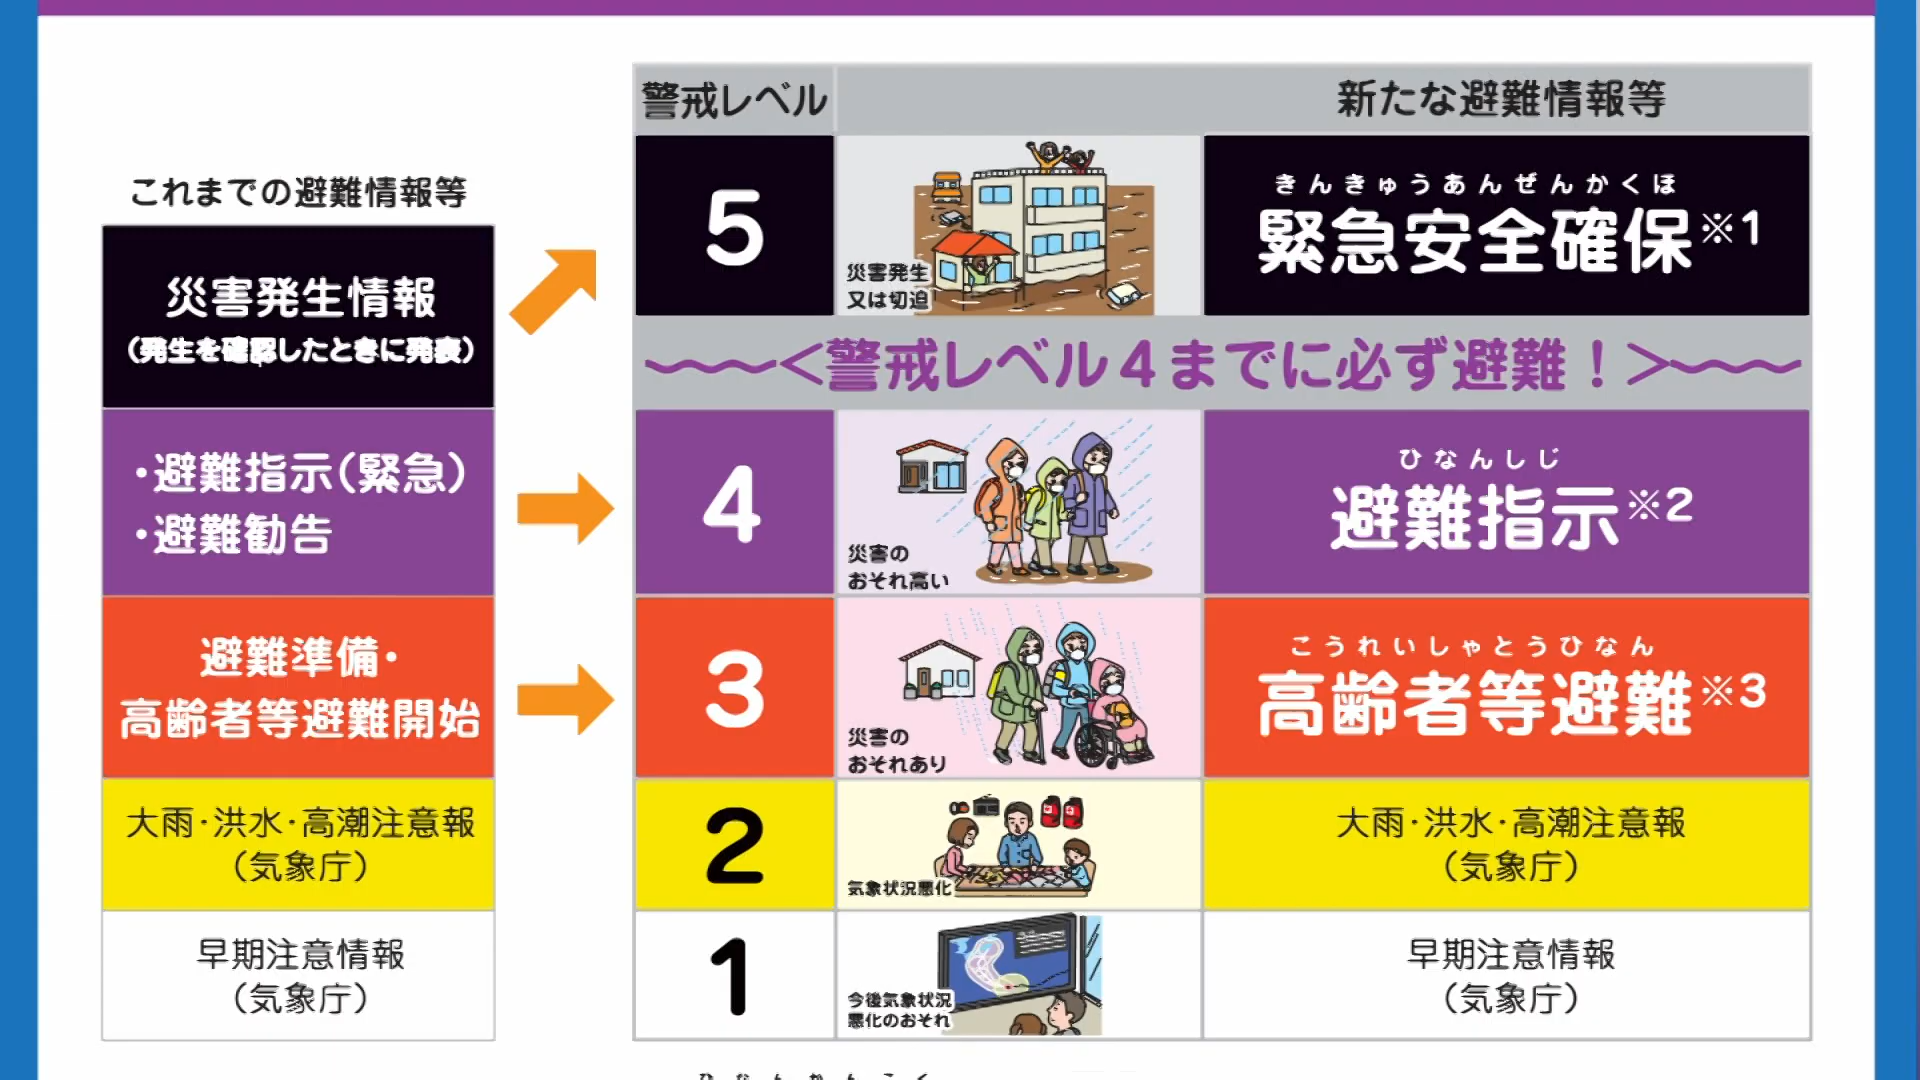 これまでの避難情報等
災害発生情報
(発生を確認したときに発表)
・避難指示(緊急)
・避難勧告
避難準備・
高齢者等避難開始
大雨・洪水・高潮注意報
(気象庁)
早期注意情報
(気象庁)
警戒レベル
新たな避難情報等
5
災害発生
又は切迫
きんきゅうあんぜんかくほ
緊急安全確保※1
<警戒レベル4までに必ず避難!>
4
災害の
おそれ高い
ひなんしじ
避難指示※2
3
災害の
おそれあり
こうれいしゃとうひなん
高齢者等避難※3
2
気象状況悪化
大雨・洪水・高潮注意報
(気象庁)
1
今後気象状況
悪化のおそれ
早期注意情報
(気象庁)